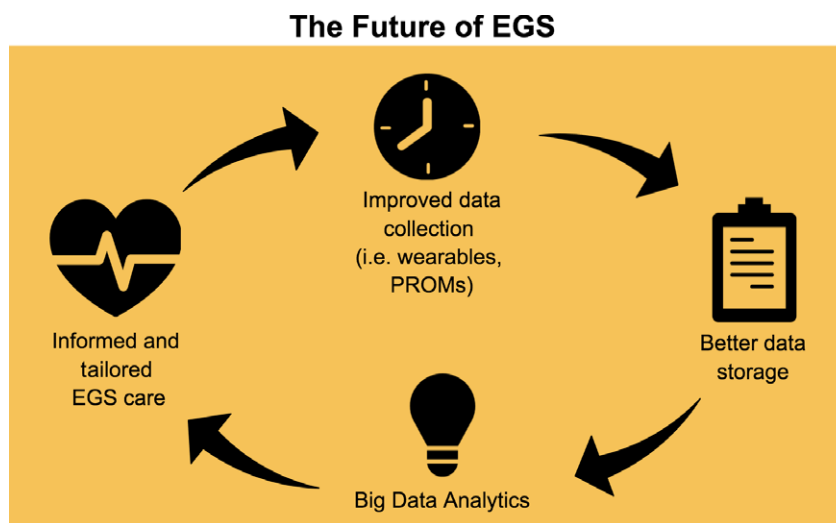 The Future of EGS
Improved data
collection
(i.e. wearables,
PROMs)
Better data
storage
Big Data Analytics
Informed and
tailored
EGS care